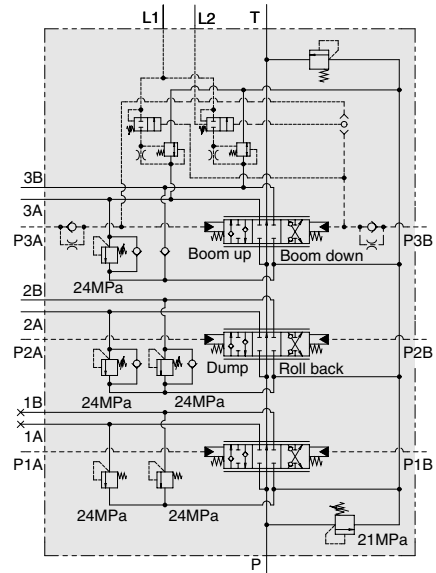 L1 L2 T
3B
3A
P3A P3B
Boom up Boom down
24MPa
2B
2A
P2A P2B
Dump Roll back
24MPa 24MPa
1B
1A
P1A P1B
24MPa 24MPa
21MPa
P